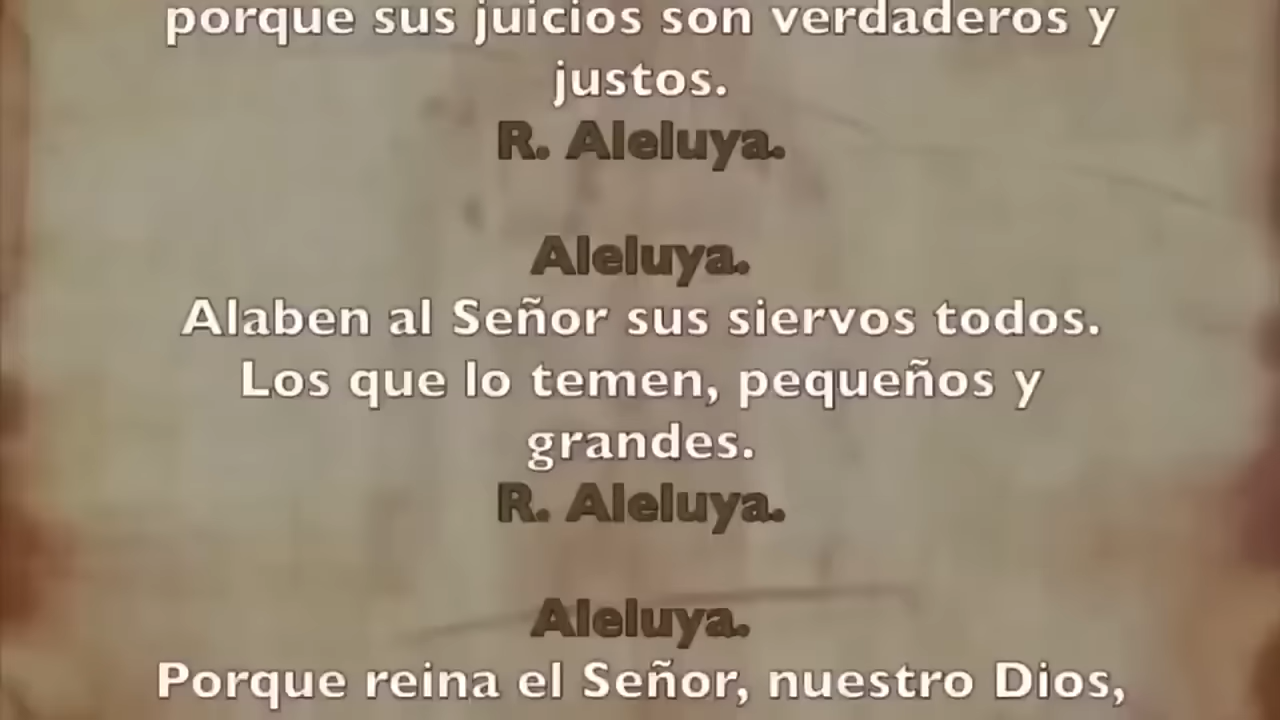 porque sus juicios son verdaderos y
justos.
R. Aleluya.
Aleluya.
Alaben al Señor sus siervos todos.
Los que lo temen, pequeños y
grandes.
R. Aleluya.
Aleluya.
Porque reina el Señor, nuestro Dios,